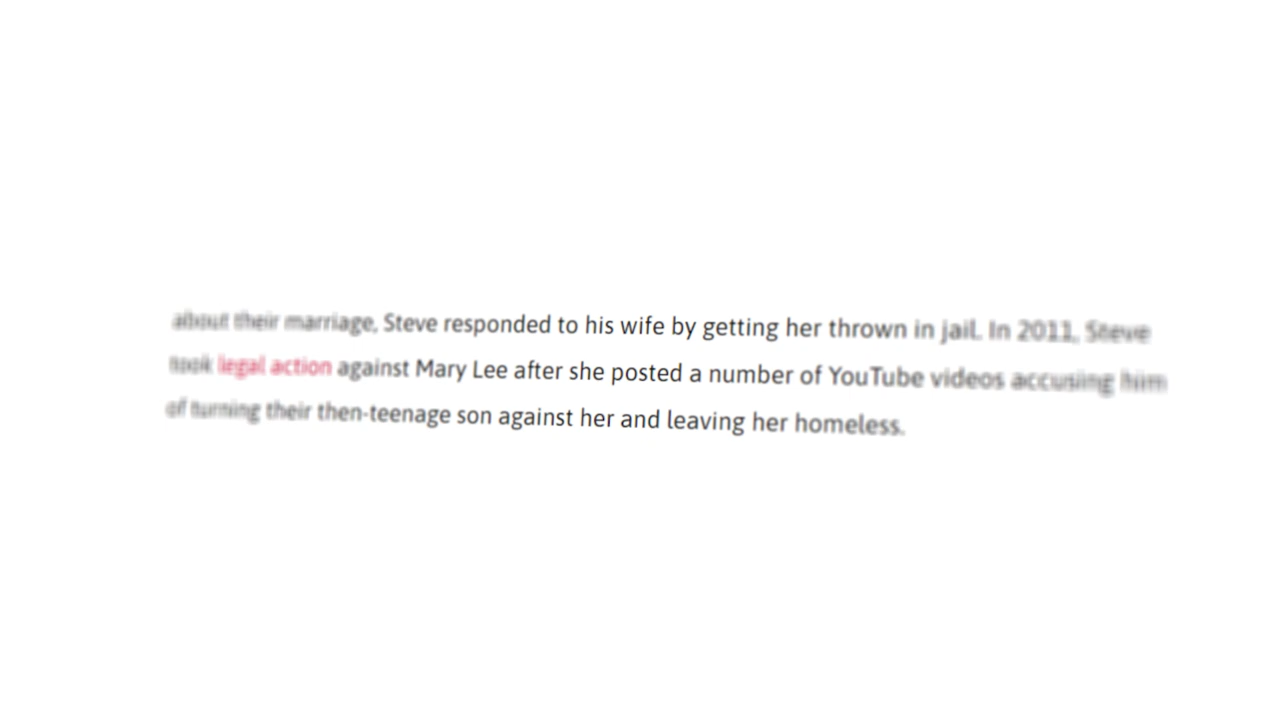 about their marriage, Steve responded to his wife by getting her thrown in jail. In 2011, Steve
took legal action against Mary Lee after she posted a number of YouTube videos accusing him
of turning their then-teenage son against her and leaving her homeless.